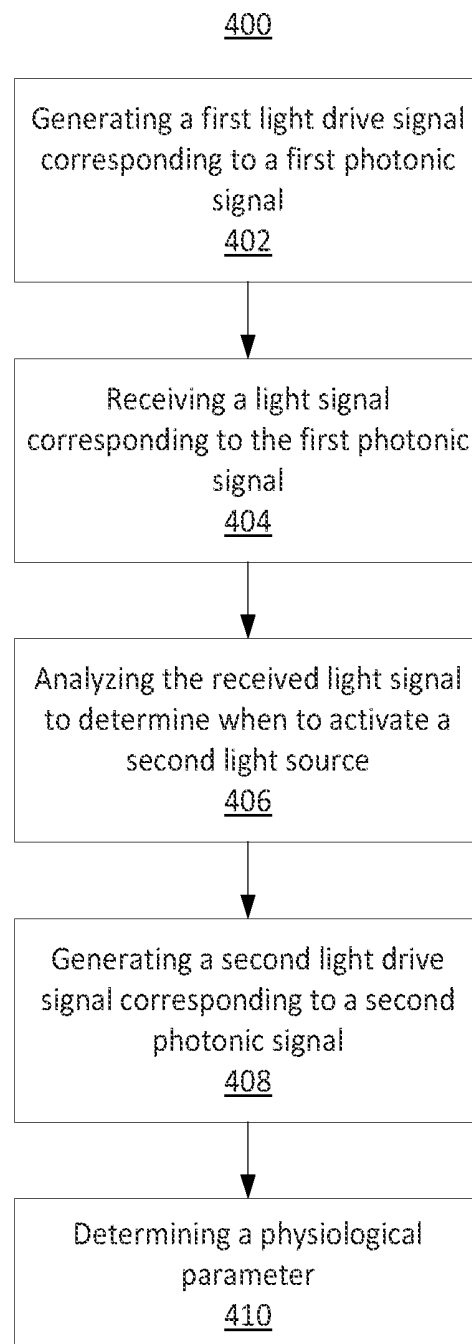 400
Generating a first light drive signal
corresponding to a first photonic
signal
402
Receiving a light signal
corresponding to the first photonic
signal
404
Analyzing the received light signal
to determine when to activate a
second light source
406
Generating a second light drive
signal corresponding to a second
photonic signal
408
Determining a physiological
parameter
410